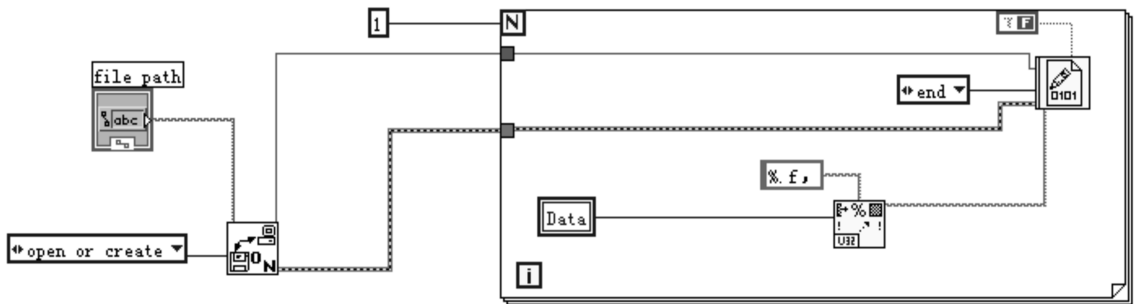 1
N
F
file path
abc
end
0101
%.f,
Data
%
! !
U32
open or create
O
N
i